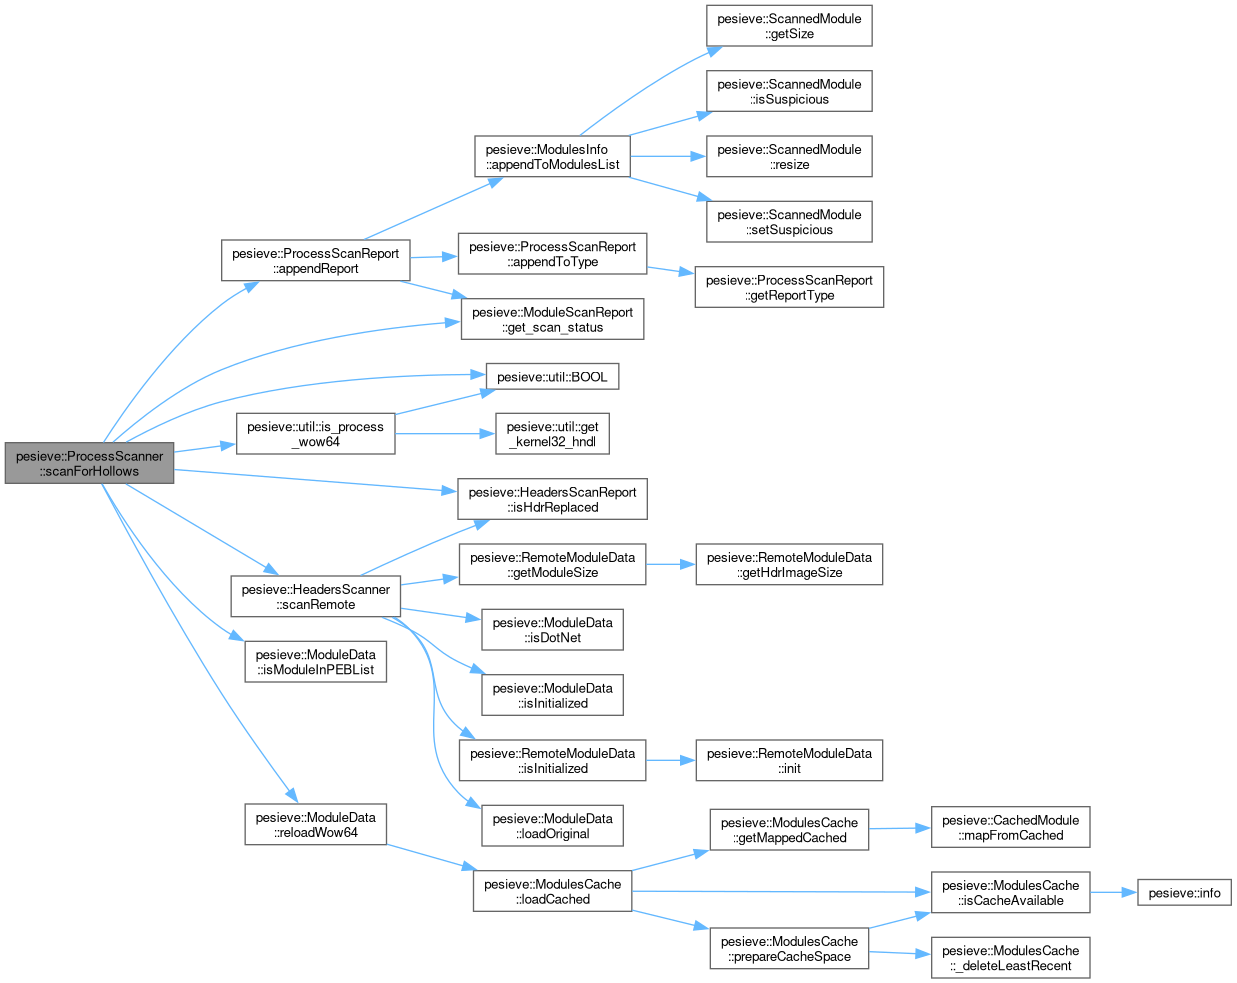 pesieve::ProcessScanner
::scanForHollows
pesieve::ProcessScanReport
::appendReport
pesieve::ModulesInfo
::appendToModulesList
pesieve::ScannedModule
::getSize
pesieve::ScannedModule
::isSuspicious
pesieve::ScannedModule
::resize
pesieve::ScannedModule
::setSuspicious
pesieve::ProcessScanReport
::appendToType
pesieve::ProcessScanReport
::getReportType
pesieve::ModuleScanReport
::get_scan_status
pesieve::util::BOOL
pesieve::util::is_process
_wow64
pesieve::util::get
_kernel32_hndl
pesieve::HeadersScanReport
::isHdrReplaced
pesieve::HeadersScanner
::scanRemote
pesieve::RemoteModuleData
::getModuleSize
pesieve::RemoteModuleData
::getHdrImageSize
pesieve::ModuleData
::isDotNet
pesieve::ModuleData
::isInitialized
pesieve::RemoteModuleData
::isInitialized
pesieve::RemoteModuleData
::init
pesieve::ModuleData
::loadOriginal
pesieve::ModuleData
::isModuleInPEBList
pesieve::ModuleData
::reloadWow64
pesieve::ModulesCache
::loadCached
pesieve::ModulesCache
::getMappedCached
pesieve::CachedModule
::mapFromCached
pesieve::ModulesCache
::isCacheAvailable
pesieve::info
pesieve::ModulesCache
::prepareCacheSpace
pesieve::ModulesCache
::_deleteLeastRecent